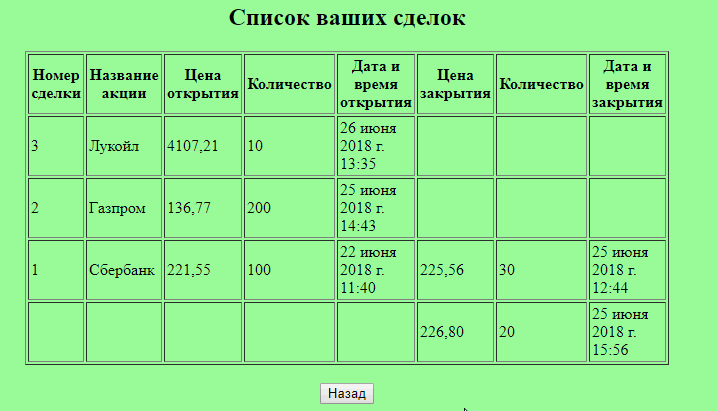 Список ваших сделок
Номер сделки Название акции Цена открытия Количество Дата и время открытия Цена закрытия Количество Дата и время закрытия
3 Лукойл 4107,21 10 26 июня 2018 г. 13:35
2 Газпром 136,77 200 25 июня 2018 г. 14:43
1 Сбербанк 221,55 100 22 июня 2018 г. 11:40 225,56 30 25 июня 2018 г. 12:44
226,80 20 25 июня 2018 г. 15:56
Назад